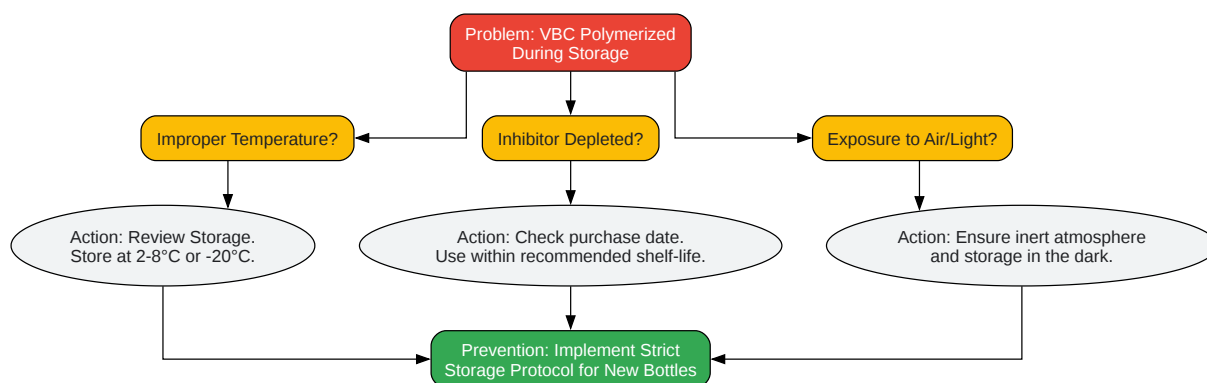 Problem: VBC Polymerized
During Storage
Improper Temperature?
Inhibitor Depleted?
Exposure to Air/Light?
Action: Review Storage.
Store at 2-8°C or -20°C.
Action: Check purchase date.
Use within recommended shelf-life.
Action: Ensure inert atmosphere
and storage in the dark.
Prevention: Implement Strict
Storage Protocol for New Bottles